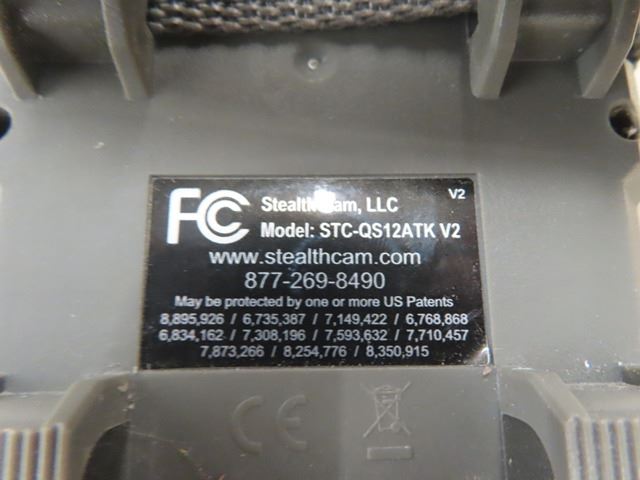 V2
FC Stealth Cam, LLC
Model: STC-QS12ATK V2
www.stealthcam.com
877-269-8490
May be protected by one or more US Patents
8,895,926 / 6,735,387 / 7,149,422 / 6,768,868
6,834,162 / 7,308,196 / 7,593,632 / 7,710,457
7,873,266 / 8,254,776 / 8,350,915
CE